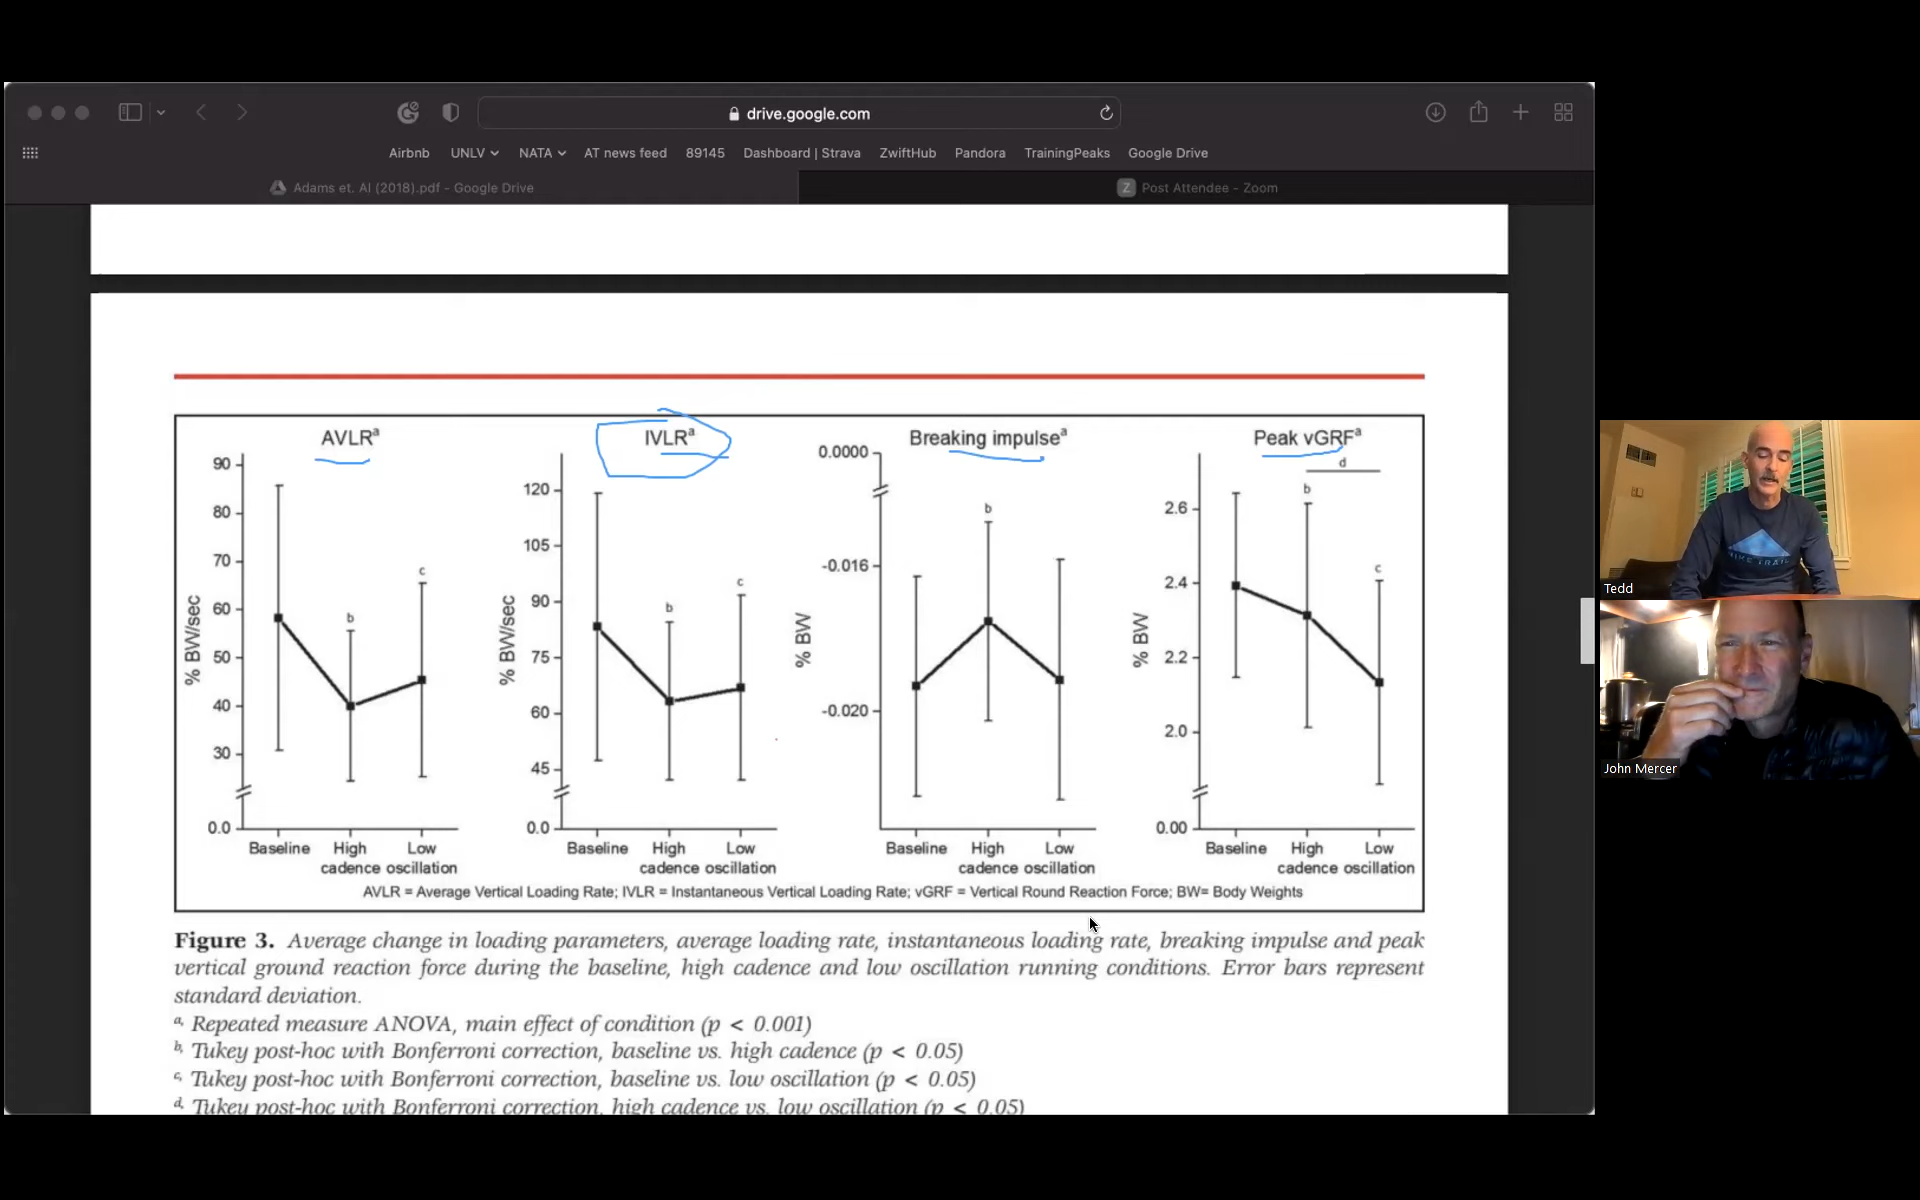 drive.google.com
Airbnb UNLV NATA AT news feed 89145 Dashboard | Strava ZwiftHub Pandora TrainingPeaks Google Drive
Adams et. Al (2018).pdf - Google Drive
Z Post Attendee - Zoom
AVLRa
90
80
70
60
50
40
30
0.0
% BW/sec
b
c
Baseline High cadence Low oscillation
IVLRa
120
105
90
75
60
45
0.0
% BW/sec
b
c
Baseline High cadence Low oscillation
Breaking impulsea
0.0000
-0.016
-0.020
% BW
b
Baseline High cadence Low oscillation
Peak vGRFa
d
2.6
2.4
2.2
2.0
0.00
% BW
b
c
Baseline High cadence Low oscillation
AVLR = Average Vertical Loading Rate; IVLR = Instantaneous Vertical Loading Rate; vGRF = Vertical Round Reaction Force; BW= Body Weights
Figure 3. Average change in loading parameters, average loading rate, instantaneous loading rate, breaking impulse and peak
vertical ground reaction force during the baseline, high cadence and low oscillation running conditions. Error bars represent
standard deviation.
a, Repeated measure ANOVA, main effect of condition (p < 0.001)
b, Tukey post-hoc with Bonferroni correction, baseline vs. high cadence (p < 0.05)
c, Tukey post-hoc with Bonferroni correction, baseline vs. low oscillation (p < 0.05)
d, Tukey post-hoc with Bonferroni correction, high cadence vs. low oscillation (p < 0.05)
Tedd
John Mercer